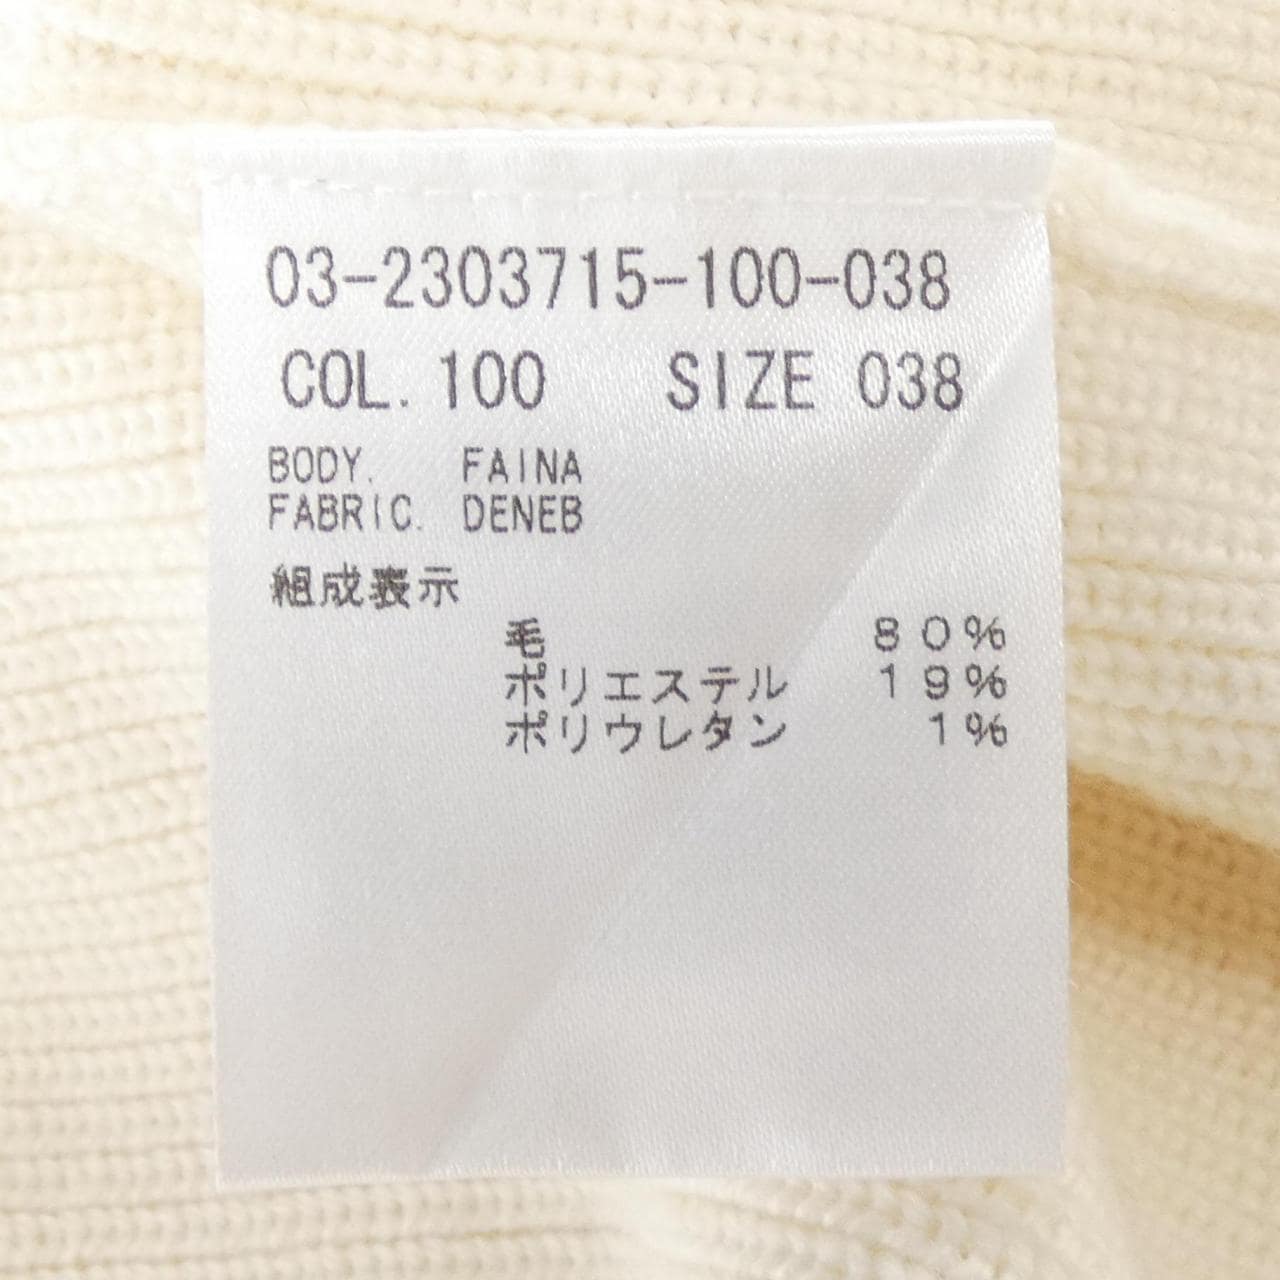 03-2303715-100-038
COL. 100 SIZE 038
BODY. FAINA
FABRIC. DENEB
組成表示
毛 80%
ポリエステル 19%
ポリウレタン 1%